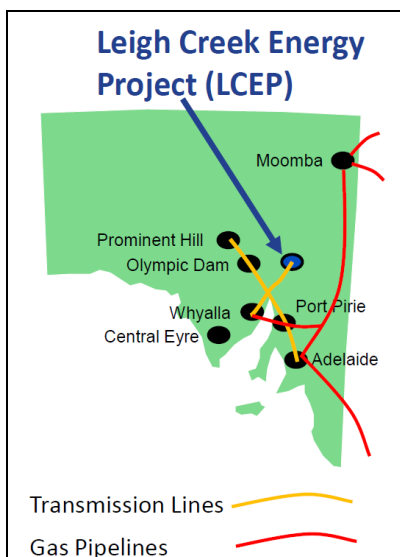 Leigh Creek Energy
Project (LCEP)
Moomba
Prominent Hill
Olympic Dam
Whyalla
Port Pirie
Central Eyre
Adelaide
Transmission Lines
Gas Pipelines